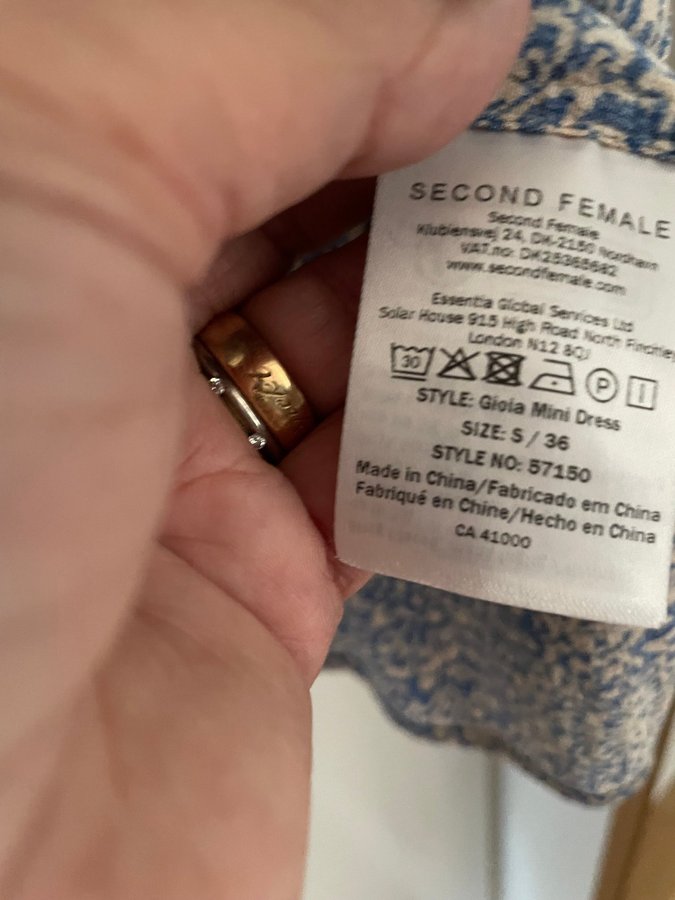 SECOND FEMALE
Second Female
Klubiensvej 24, DK-2150 Nordhavn
VAT.no: DK28368682
www.secondfemale.com
Essentia Global Services Ltd
Solar House 915 High Road North Finchley
London N12 8QJ
30
P
STYLE: Gioia Mini Dress
SIZE: S / 36
STYLE NO: 57150
Made in China/Fabricado em China
Fabriqué en Chine/Hecho en China
CA 41000